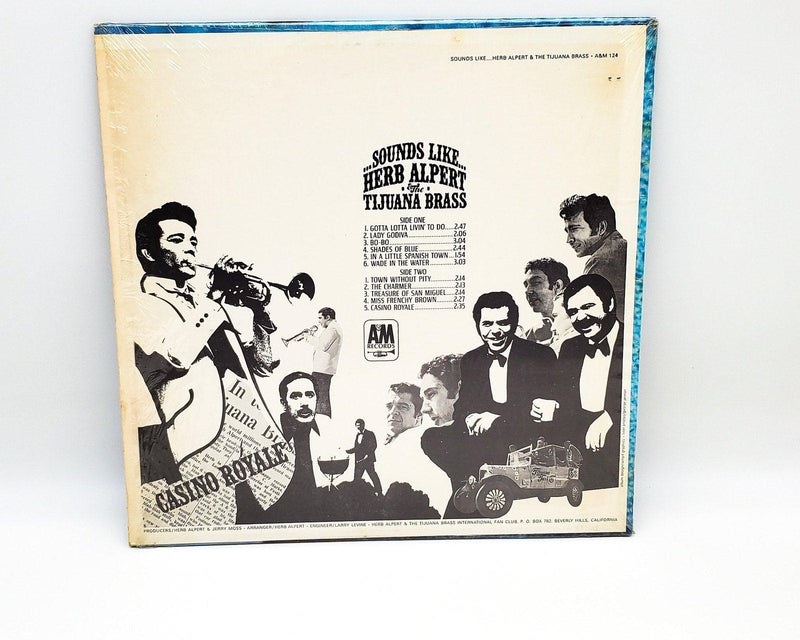 SOUNDS LIKE...HERB ALPERT & THE TIJUANA BRASS • A&M 124
...SOUNDS LIKE...
HERB ALPERT
& The
TIJUANA BRASS
SIDE ONE
1. GOTTA LOTTA LIVIN' TO DO....2:47
2. LADY GODIVA....................2:06
3. BO-BO..............................3:04
4. SHADES OF BLUE................2:44
5. IN A LITTLE SPANISH TOWN...1:54
6. WADE IN THE WATER...........3:03
SIDE TWO
1. TOWN WITHOUT PITY............2:14
2. THE CHARMER....................2:13
3. TREASURE OF SAN MIGUEL....2:14
4. MISS FRENCHY BROWN.........2:27
5. CASINO ROYALE.................2:35
A&M
RECORDS
In
juana
world
CASINO ROYALE
PRODUCERS/HERB ALPERT & JERRY MOSS • ARRANGER/HERB ALPERT • ENGINEER/LARRY LEVINE • HERB ALPERT & THE TIJUANA BRASS INTERNATIONAL FAN CLUB, P. O. BOX 782, BEVERLY HILLS, CALIFORNIA